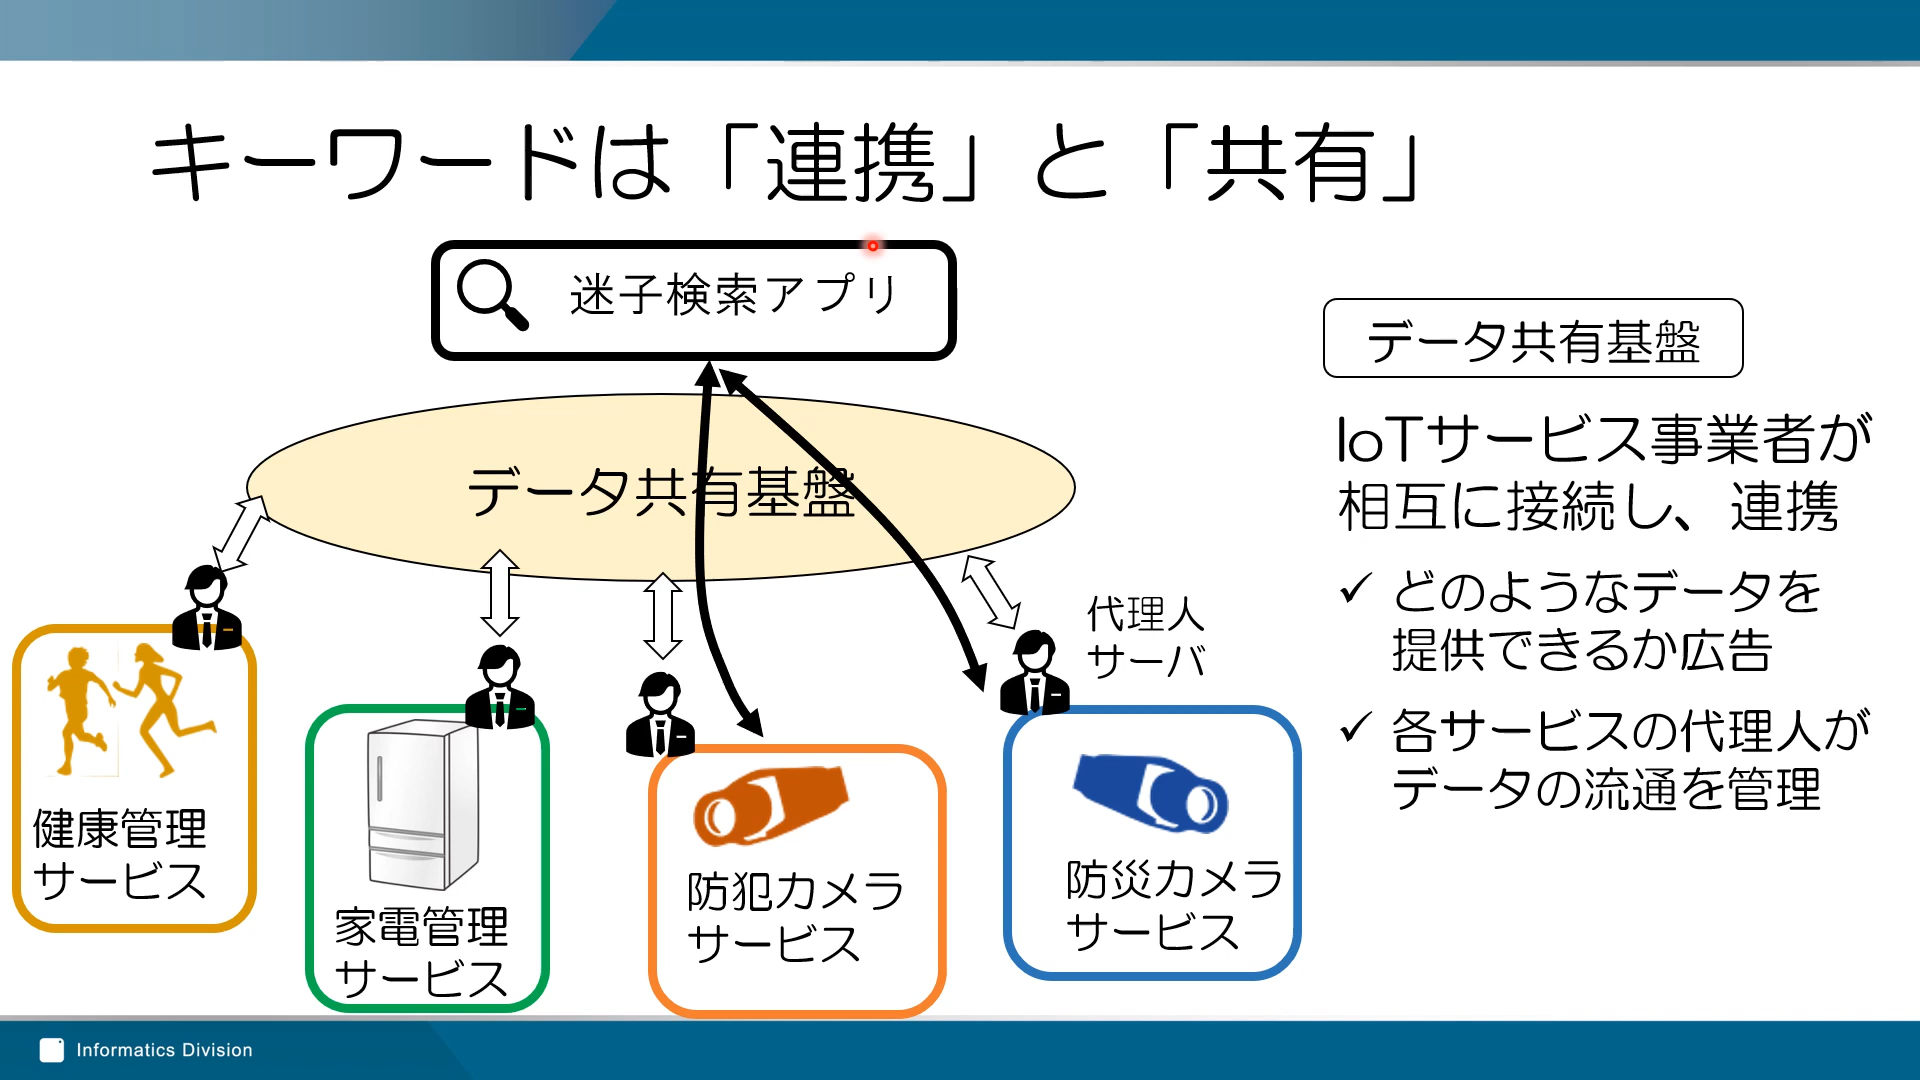 キーワードは「連携」と「共有」
迷子検索アプリ
データ共有基盤
代理人
サーバ
健康管理
サービス
家電管理
サービス
防犯カメラ
サービス
防災カメラ
サービス
データ共有基盤
IoTサービス事業者が
相互に接続し、連携
✓ どのようなデータを
提供できるか広告
✓ 各サービスの代理人が
データの流通を管理
Informatics Division